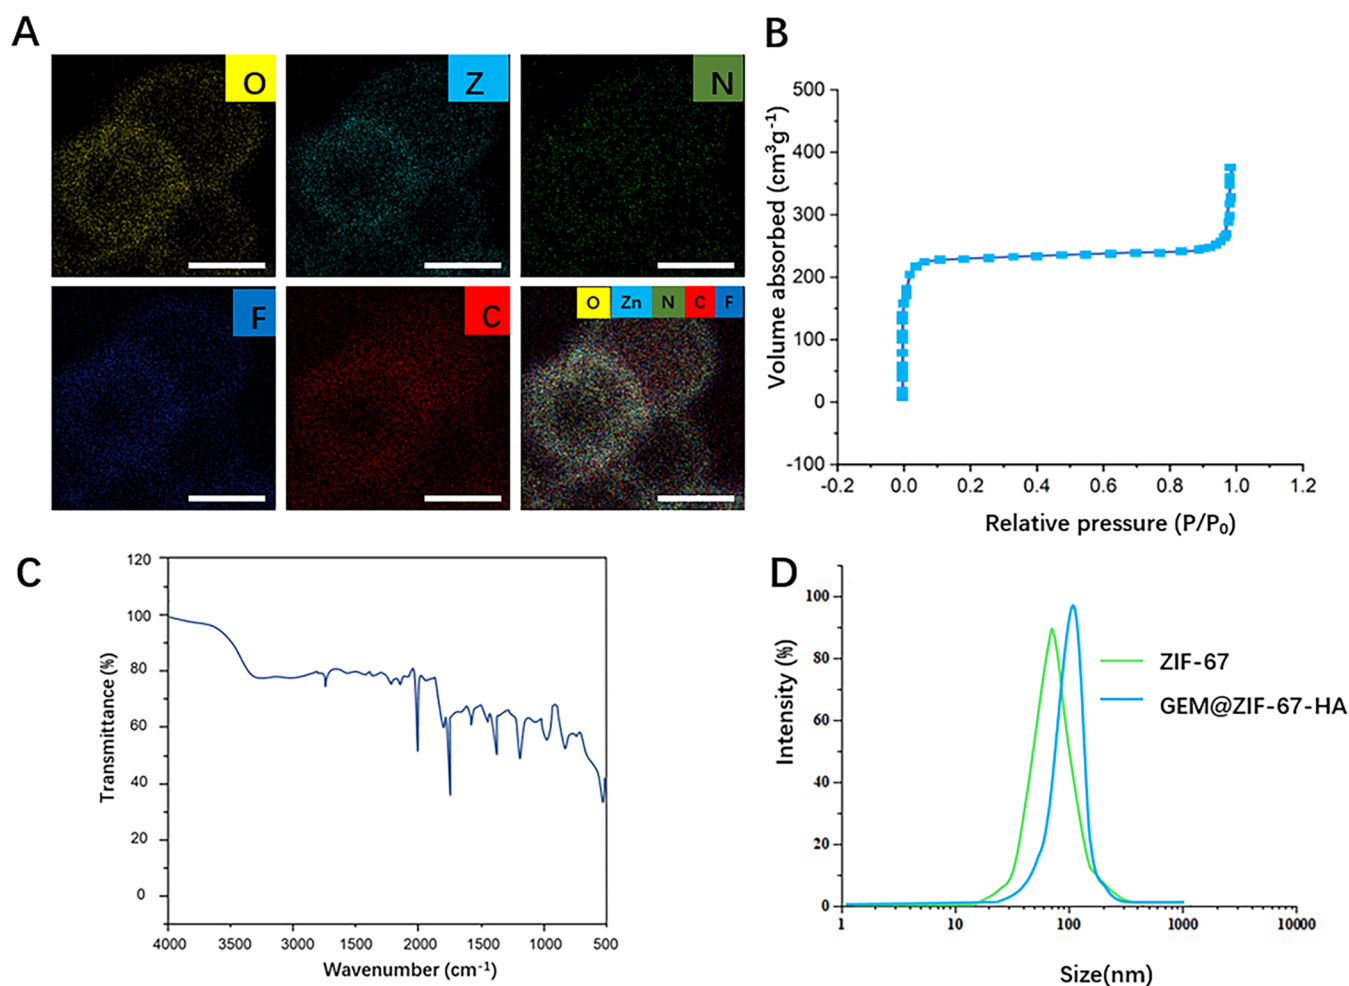 A
O
Z
N
F
C
O Zn N C F
B
Volume absorbed (cm³g⁻¹)
500
400
300
200
100
0
-100
-0.2 0.0 0.2 0.4 0.6 0.8 1.0 1.2
Relative pressure (P/P₀)
C
Transmittance (%)
120
100
80
60
40
20
0
4000 3500 3000 2500 2000 1500 1000 500
Wavenumber (cm⁻¹)
D
Intensity (%)
100
80
60
40
20
0
ZIF-67
GEM@ZIF-67-HA
1 10 100 1000 10000
Size(nm)